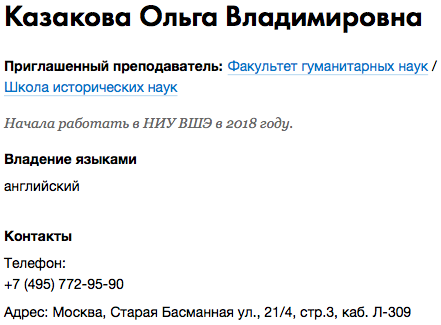 Казакова Ольга Владимировна
Приглашенный преподаватель: Факультет гуманитарных наук /
Школа исторических наук
Начала работать в НИУ ВШЭ в 2018 году.
Владение языками
английский
Контакты
Телефон:
+7 (495) 772-95-90
Адрес: Москва, Старая Басманная ул., 21/4, стр.3, каб. Л-309